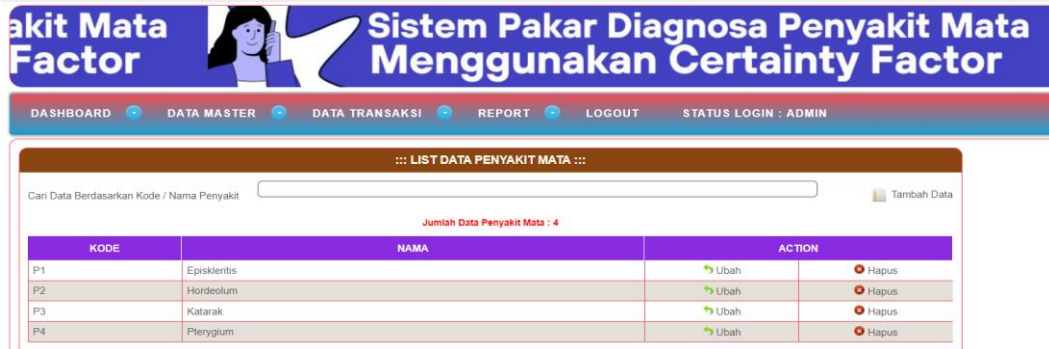 akit Mata
Factor
Sistem Pakar Diagnosa Penyakit Mata
Menggunakan Certainty Factor
DASHBOARD DATA MASTER DATA TRANSAKSI REPORT LOGOUT STATUS LOGIN : ADMIN
::: LIST DATA PENYAKIT MATA :::
Cari Data Berdasarkan Kode / Nama Penyakit Tambah Data
Jumlah Data Penyakit Mata : 4
KODE NAMA ACTION
P1 Episkleritis Ubah Hapus
P2 Hordeolum Ubah Hapus
P3 Katarak Ubah Hapus
P4 Pterygium Ubah Hapus